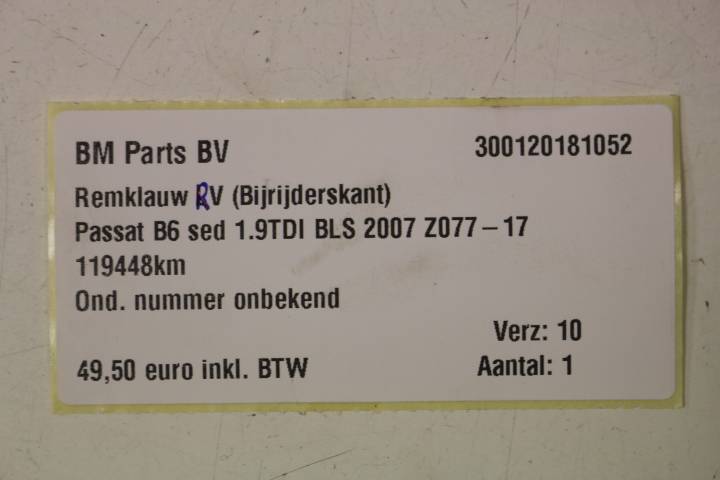 BM Parts BV 300120181052
Remklauw RV (Bijrijderskant)
Passat B6 sed 1.9TDI BLS 2007 Z077-17
119448km
Ond. nummer onbekend
Verz: 10
49,50 euro inkl. BTW Aantal: 1